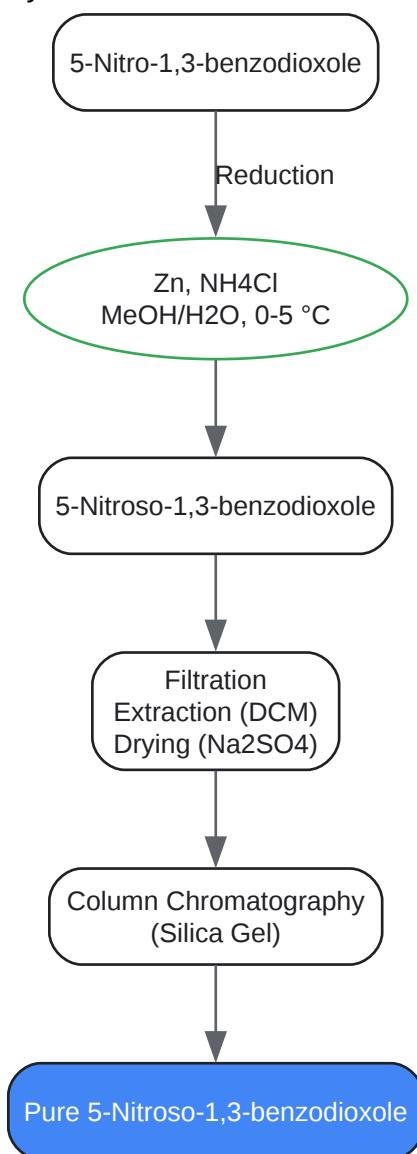 5-Nitro-1,3-benzodioxole
Reduction
Zn, NH4Cl
MeOH/H2O, 0-5 °C
5-Nitroso-1,3-benzodioxole
Filtration
Extraction (DCM)
Drying (Na2SO4)
Column Chromatography
(Silica Gel)
Pure 5-Nitroso-1,3-benzodioxole